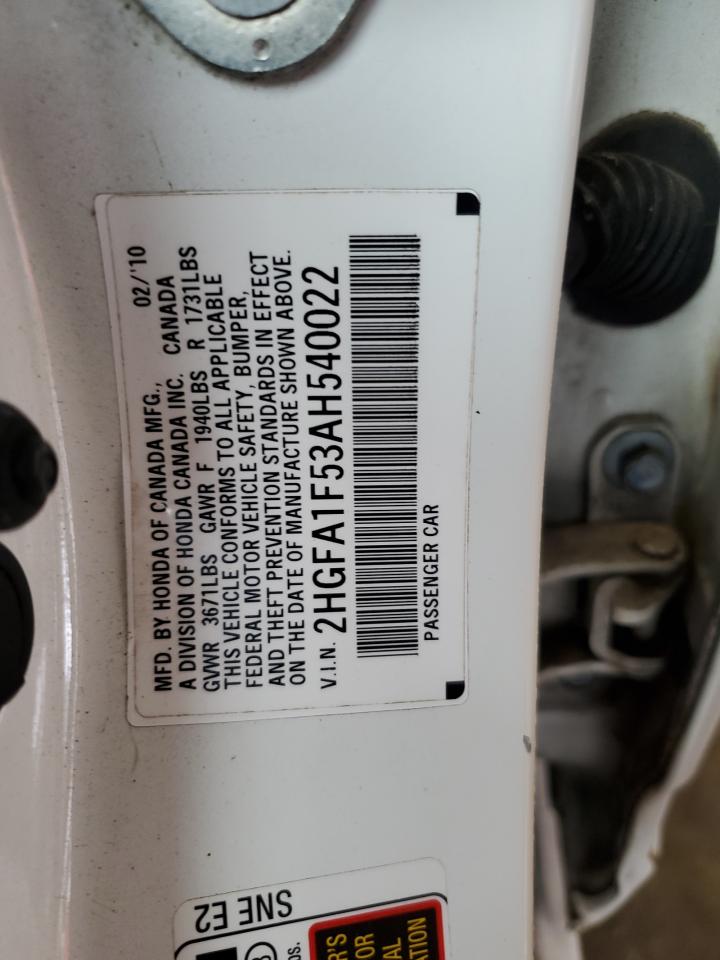 02/'10
MFD. BY HONDA OF CANADA MFG.,
A DIVISION OF HONDA CANADA INC. CANADA
GVWR 3671LBS GAWR F 1940LBS R 1731LBS
THIS VEHICLE CONFORMS TO ALL APPLICABLE
FEDERAL MOTOR VEHICLE SAFETY, BUMPER,
AND THEFT PREVENTION STANDARDS IN EFFECT
ON THE DATE OF MANUFACTURE SHOWN ABOVE.
V.I.N. 2HGFA1F53AH540022
PASSENGER CAR
SNE E2